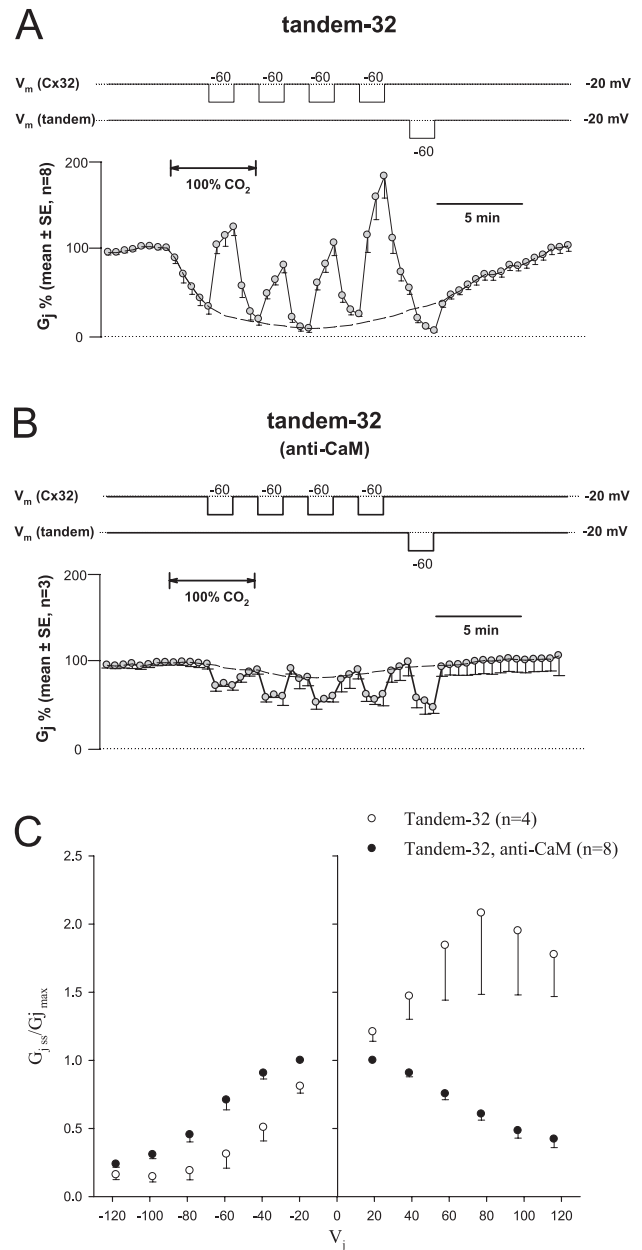 A
tandem-32
-60 -60 -60 -60
Vm (Cx32) -20 mV
Vm (tandem) -20 mV
-60
200
100% CO2
5 min
100
0
Gj % (mean ± SE, n=8)
B
tandem-32
(anti-CaM)
-60 -60 -60 -60
Vm (Cx32) -20 mV
Vm (tandem) -20 mV
-60
200
100% CO2
5 min
100
0
Gj % (mean ± SE, n=3)
C
Tandem-32 (n=4)
Tandem-32, anti-CaM (n=8)
2.5
2.0
1.5
1.0
0.5
0.0
Gj ss/Gj max
-120 -100 -80 -60 -40 -20 0 20 40 60 80 100 120
Vj